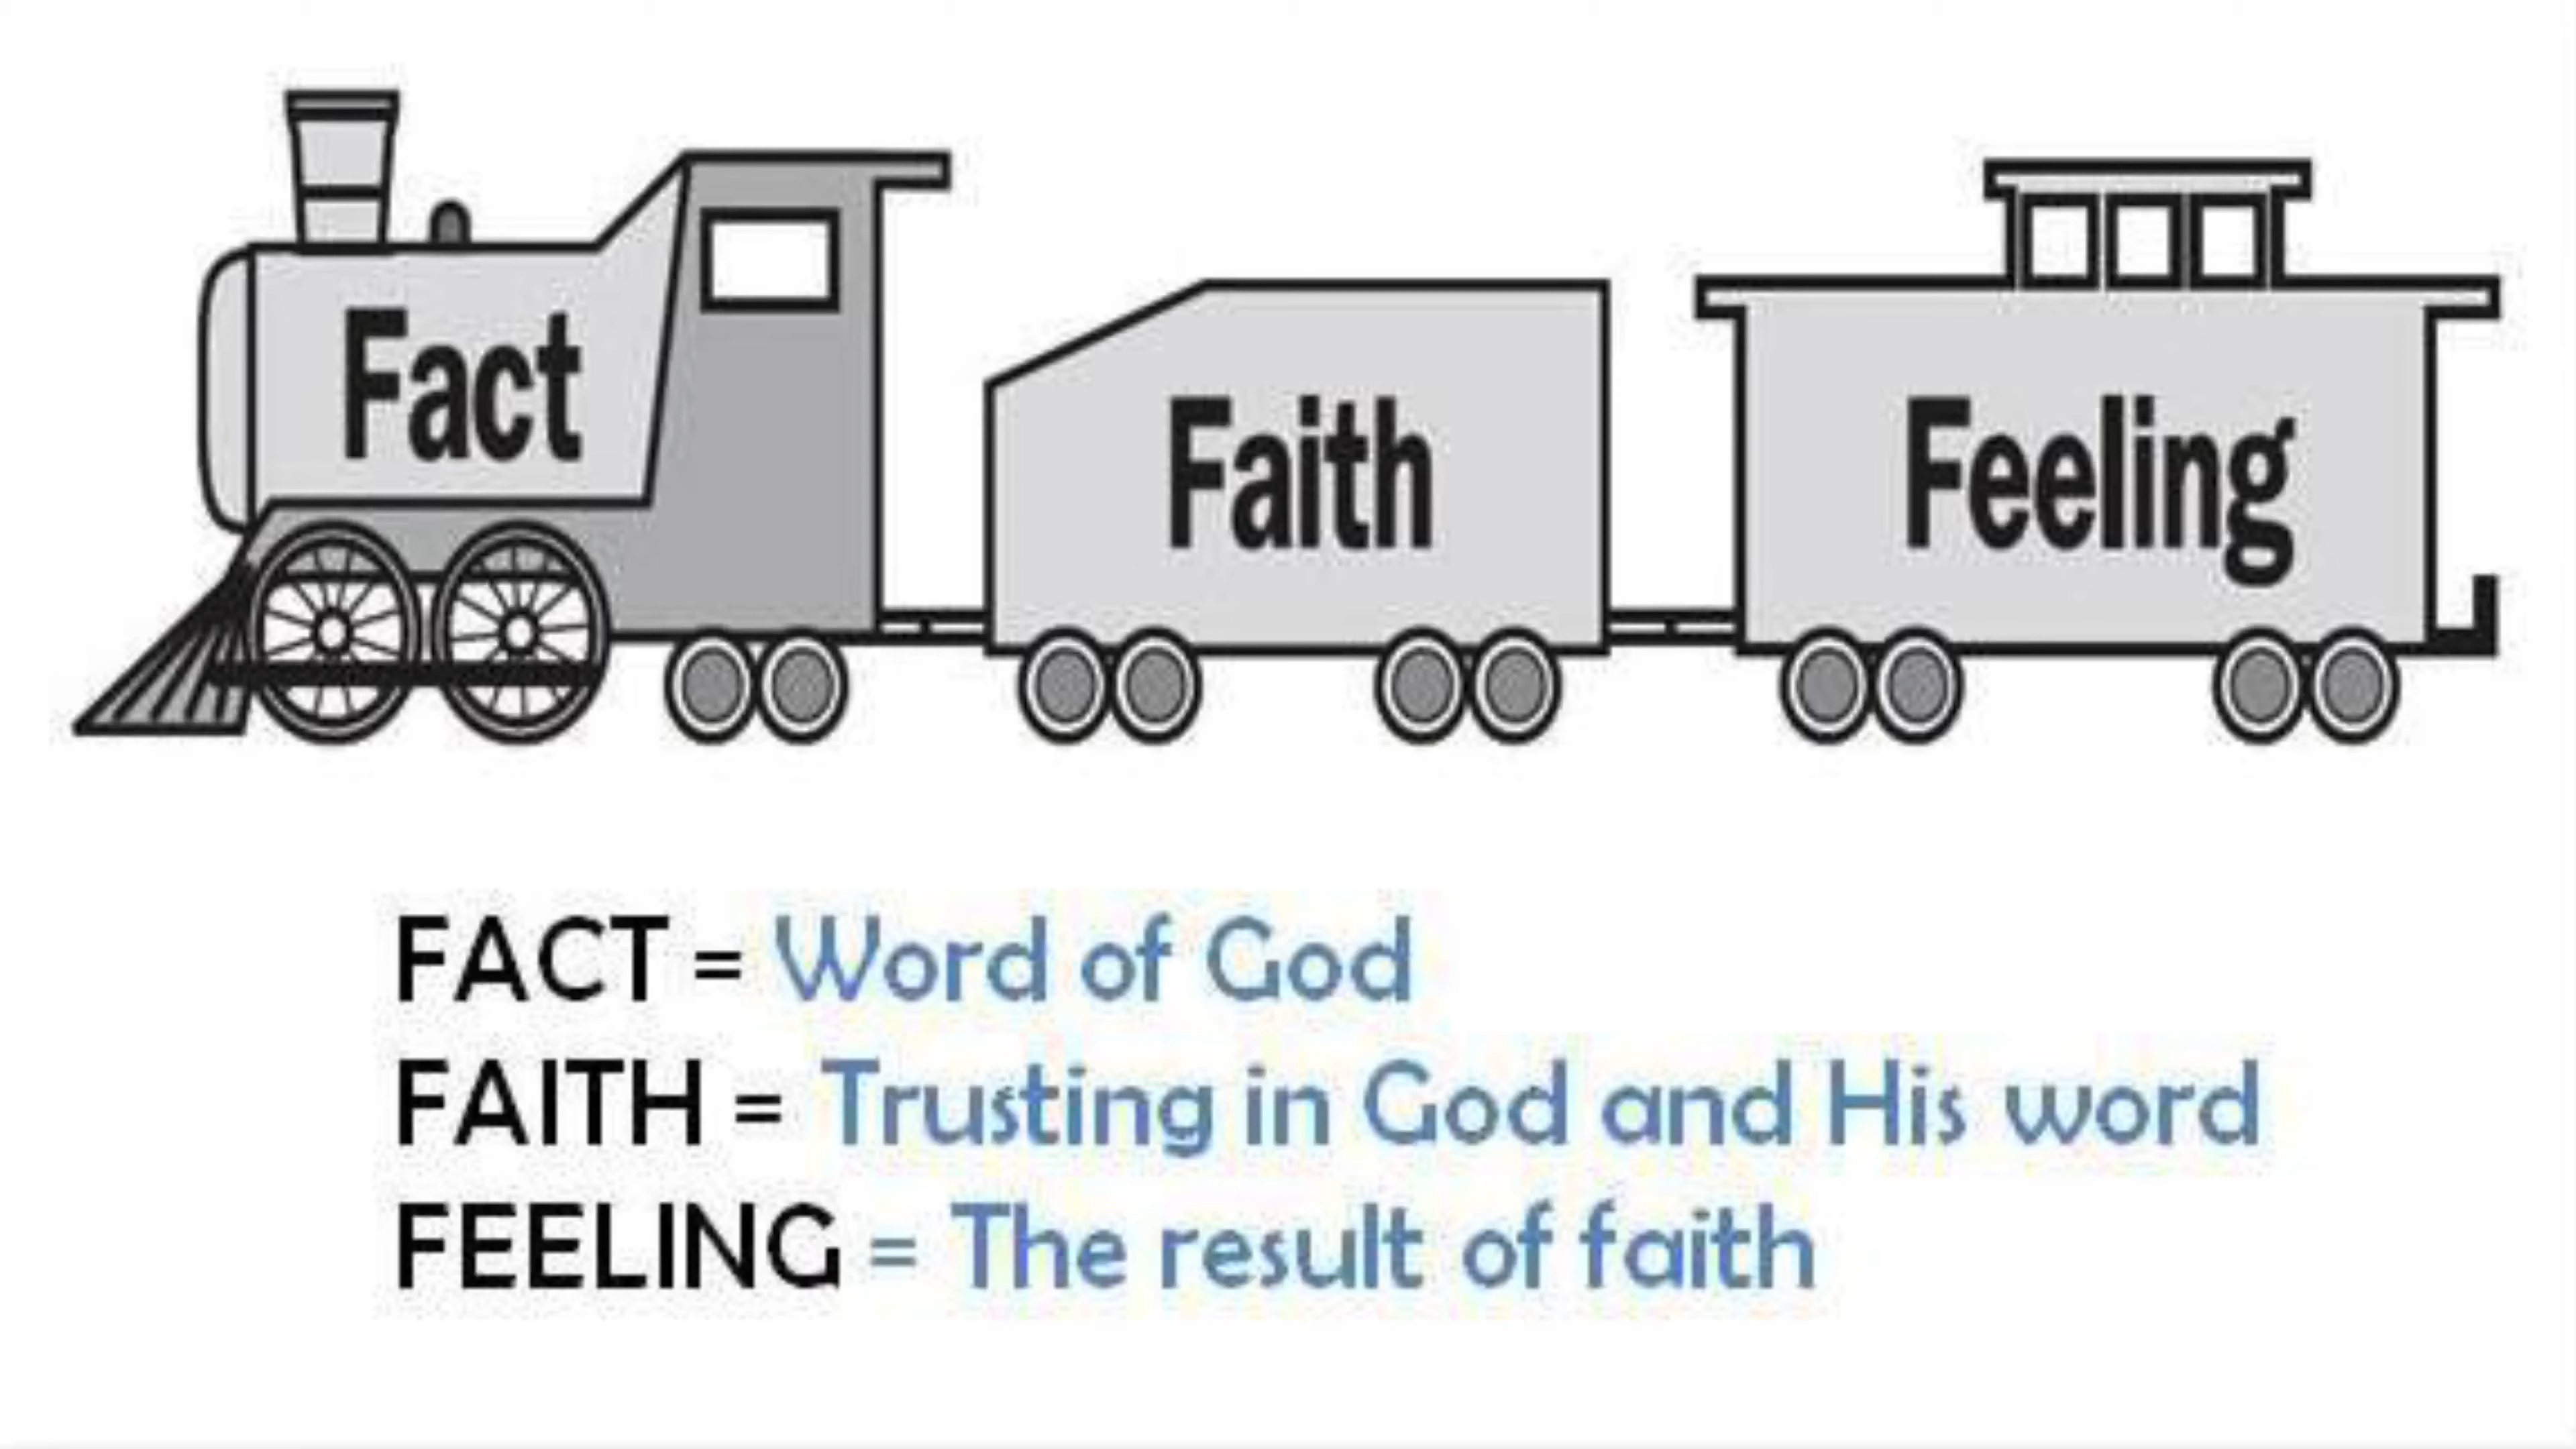 Fact
Faith
Feeling
FACT = Word of God
FAITH = Trusting in God and His word
FEELING = The result of faith